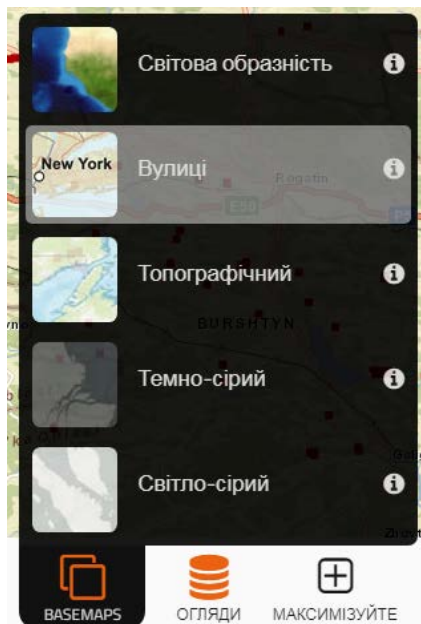 Світова образність
New York
Вулиці
Rogatin
E50
Топографічний
BURSHTYN
Темно-сірий
Світло-сірий
BASEMAPS
ОГЛЯДИ
МАКСИМІЗУЙТЕ